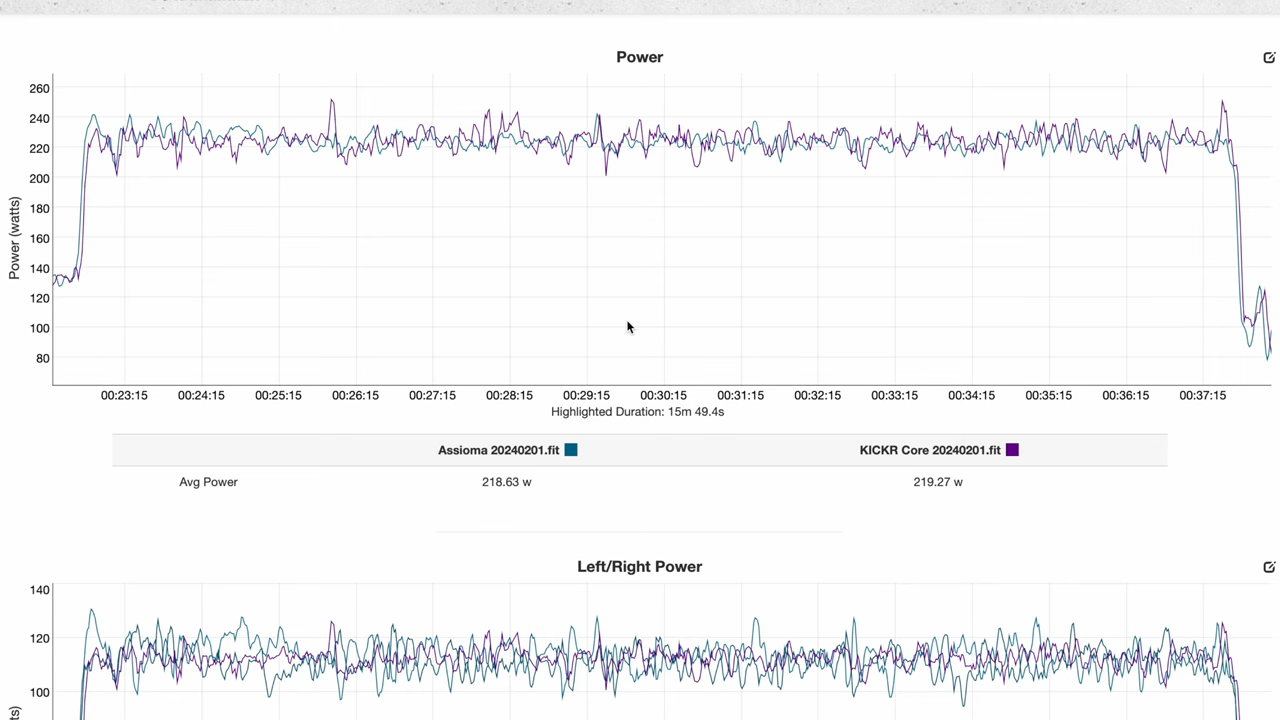 Power
260
240
220
200
180
160
140
120
100
80
Power (watts)
00:23:15 00:24:15 00:25:15 00:26:15 00:27:15 00:28:15 00:29:15 00:30:15 00:31:15 00:32:15 00:33:15 00:34:15 00:35:15 00:36:15 00:37:15
Highlighted Duration: 15m 49.4s
Assioma 20240201.fit KICKR Core 20240201.fit
Avg Power 218.63 w 219.27 w
Left/Right Power
140
120
100
ts)